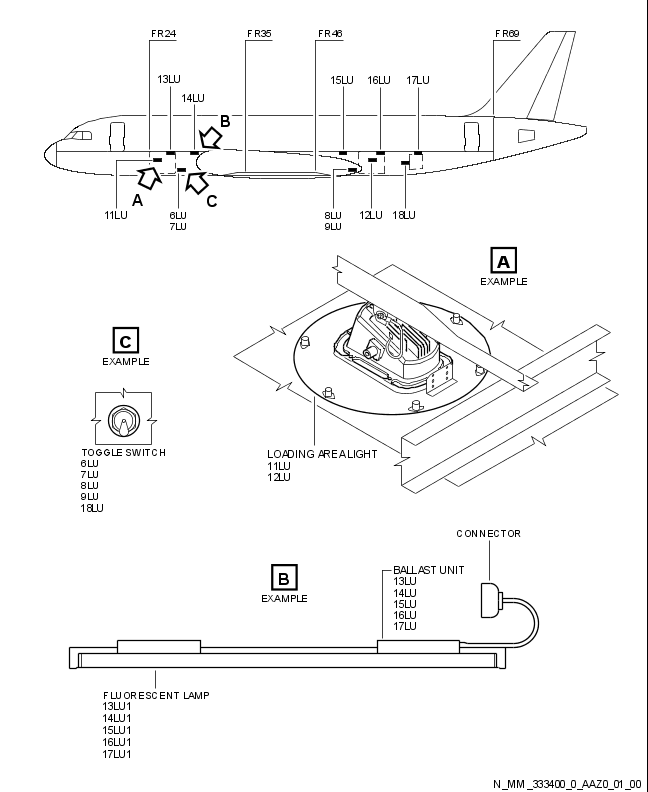 FR24
FR35
FR46
FR69
13LU
14LU
15LU
16LU
17LU
B
A
C
11LU
6LU
7LU
8LU
9LU
12LU
18LU
A
EXAMPLE
C
EXAMPLE
TOGGLE SWITCH
6LU
7LU
8LU
9LU
18LU
LOADING AREA LIGHT
11LU
12LU
CONNECTOR
B
EXAMPLE
BALLAST UNIT
13LU
14LU
15LU
16LU
17LU
FLUORESCENT LAMP
13LU1
14LU1
15LU1
16LU1
17LU1
N_MM_333400_0_AAZ0_01_00